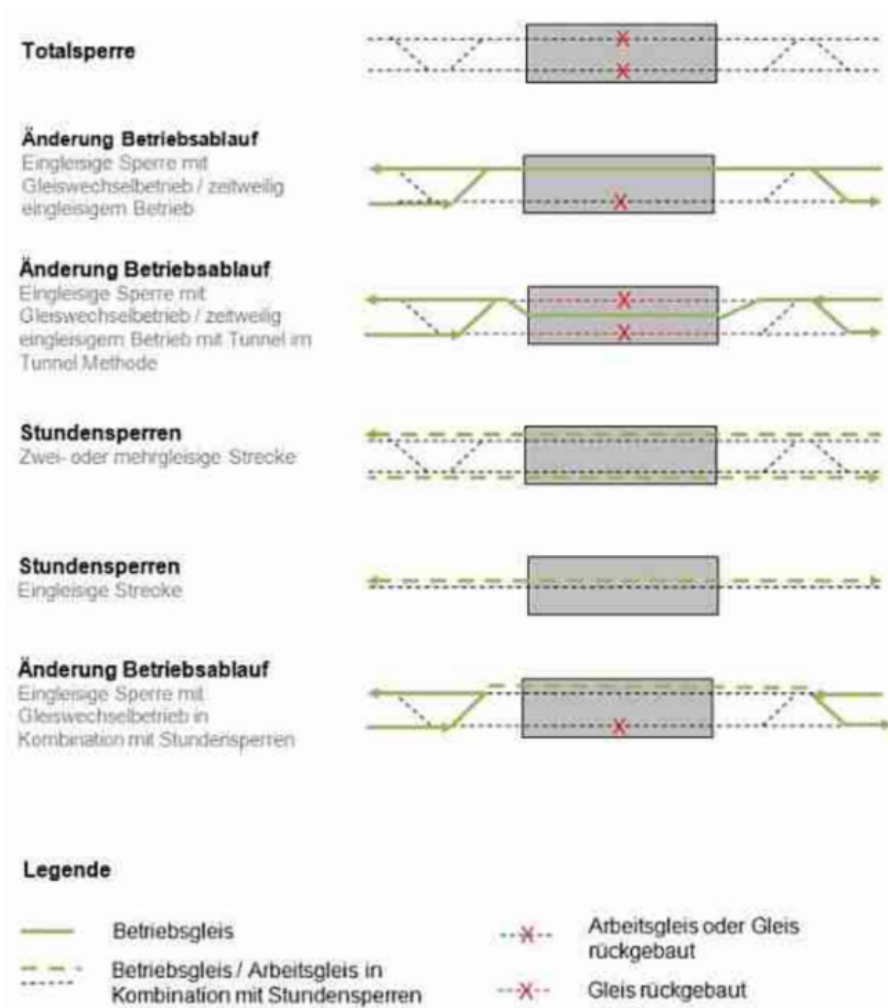 Totalsperre
Änderung Betriebsablauf
Eingleisige Sperre mit
Gleiswechselbetrieb / zeitweilig
eingleisigem Betrieb
Änderung Betriebsablauf
Eingleisige Sperre mit
Gleiswechselbetrieb / zeitweilig
eingleisigem Betrieb mit Tunnel im
Tunnel Methode
Stundensperren
Zwei- oder mehrgleisige Strecke
Stundensperren
Eingleisige Strecke
Änderung Betriebsablauf
Eingleisige Sperre mit
Gleiswechselbetrieb in
Kombination mit Stundensperren
Legende
Betriebsgleis
Betriebsgleis / Arbeitsgleis in
Kombination mit Stundensperren
Arbeitsgleis oder Gleis
rückgebaut
Gleis rückgebaut